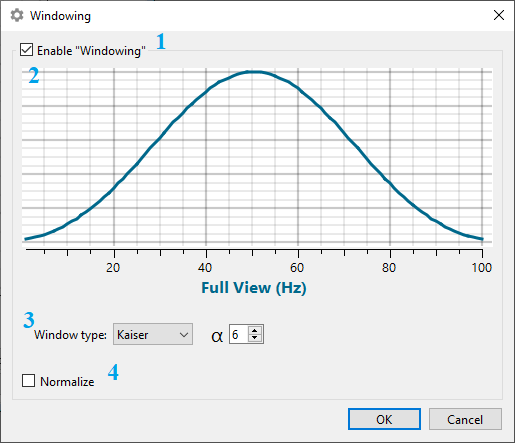 Windowing
Enable "Windowing" 1
2
20 40 60 80 100
Full View (Hz)
3 Window type: Kaiser α 6
Normalize 4
OK Cancel